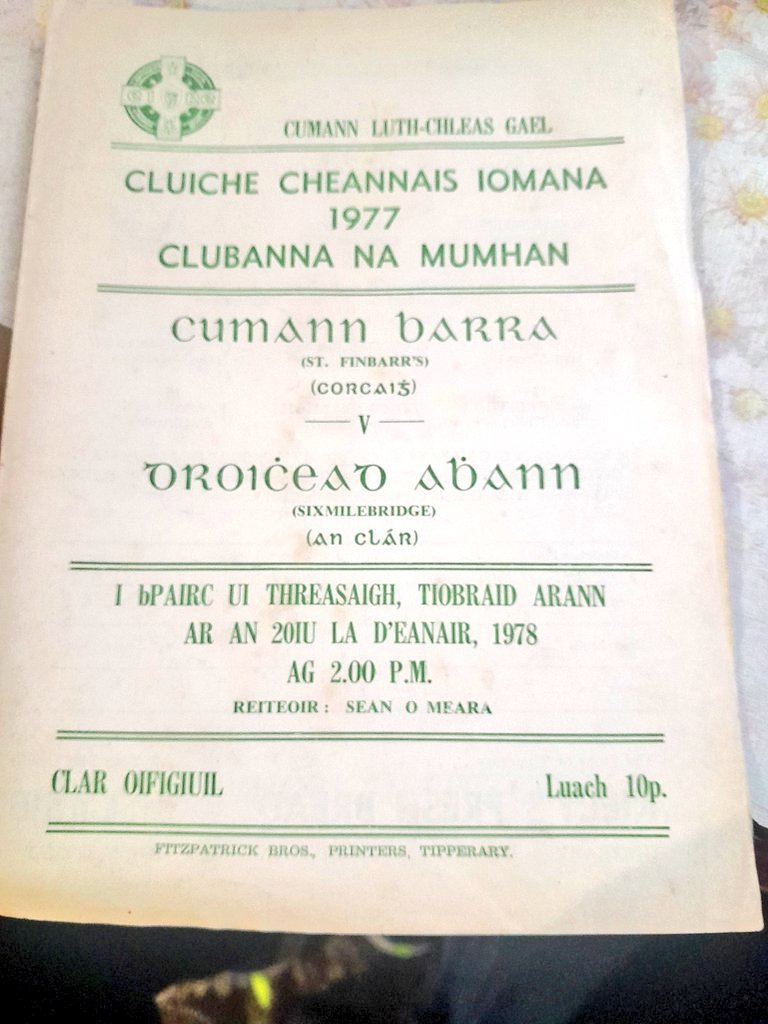 CUMANN LUTH-CHLEAS GAEL
CLUICHE CHEANNAIS IOMANA
1977
CLUBANNA NA MUMHAN
Cumann barra
(ST. FINBARR'S)
(corcaiġ)
V
Droiċead Aḃann
(SIXMILEBRIDGE)
(an clár)
I bPAIRC UI THREASAIGH, TIOBRAID ARANN
AR AN 20IU LA D'EANAIR, 1978
AG 2.00 P.M.
REITEOIR: SEAN O MEARA
CLAR OIFIGIUIL Luach 10p.
FITZPATRICK BROS., PRINTERS, TIPPERARY.